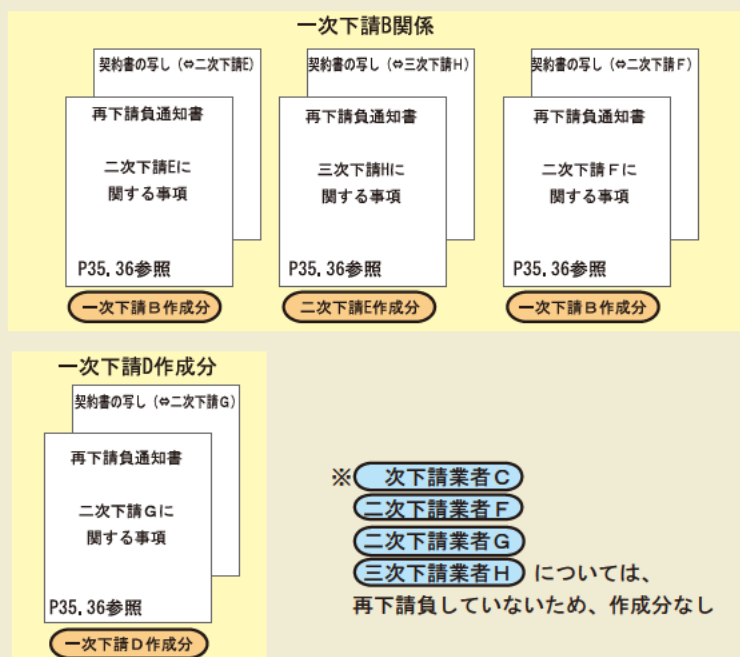 一次下請B関係
契約書の写し（⇔二次下請E）
再下請負通知書
二次下請Eに
関する事項
P35，36参照
一次下請B作成分
契約書の写し（⇔三次下請H）
再下請負通知書
三次下請Hに
関する事項
P35，36参照
二次下請E作成分
契約書の写し（⇔二次下請F）
再下請負通知書
二次下請Fに
関する事項
P35，36参照
一次下請B作成分
一次下請D作成分
契約書の写し（⇔二次下請G）
再下請負通知書
二次下請Gに
関する事項
P35，36参照
一次下請D作成分
※ 次下請業者C
二次下請業者F
二次下請業者G
三次下請業者H については、
再下請負していないため、作成分なし